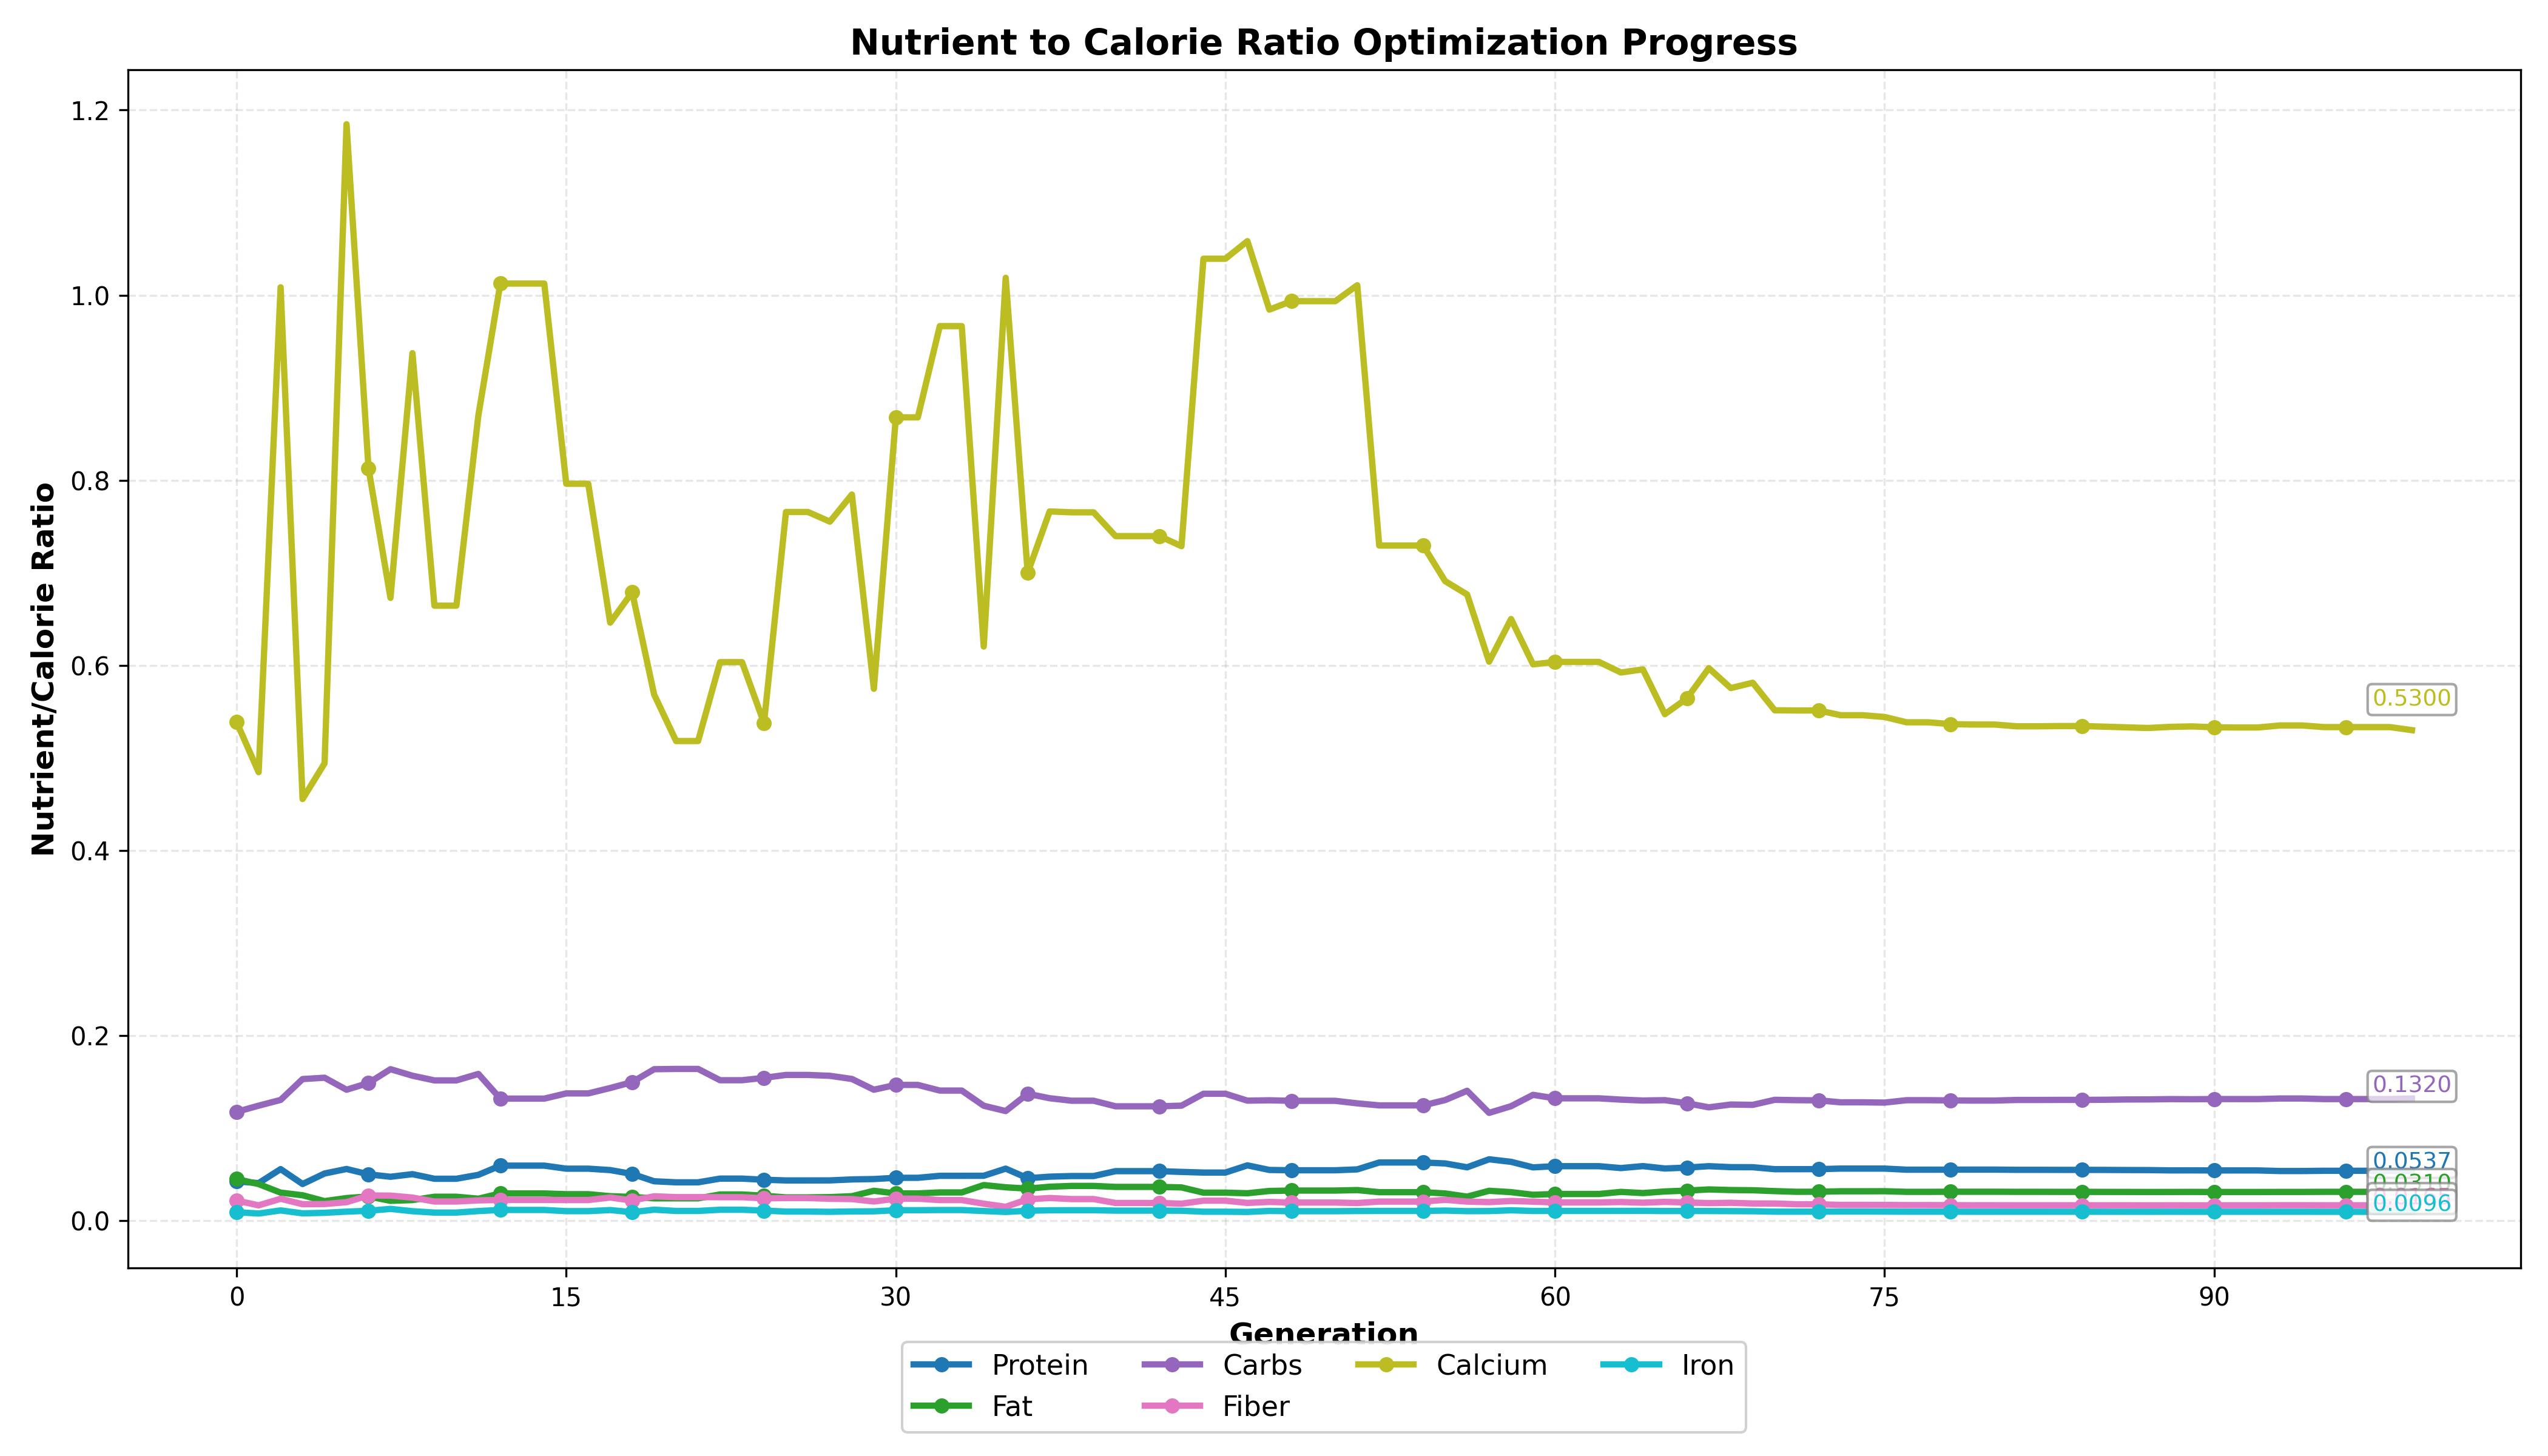 Nutrient to Calorie Ratio Optimization Progress
Nutrient/Calorie Ratio
1.2
1.0
0.8
0.6
0.4
0.2
0.0
0.5300
0.1320
0.0537
0.0310
0.0096
0 15 30 45 60 75 90
Generation
Protein Carbs Calcium Iron
Fat Fiber